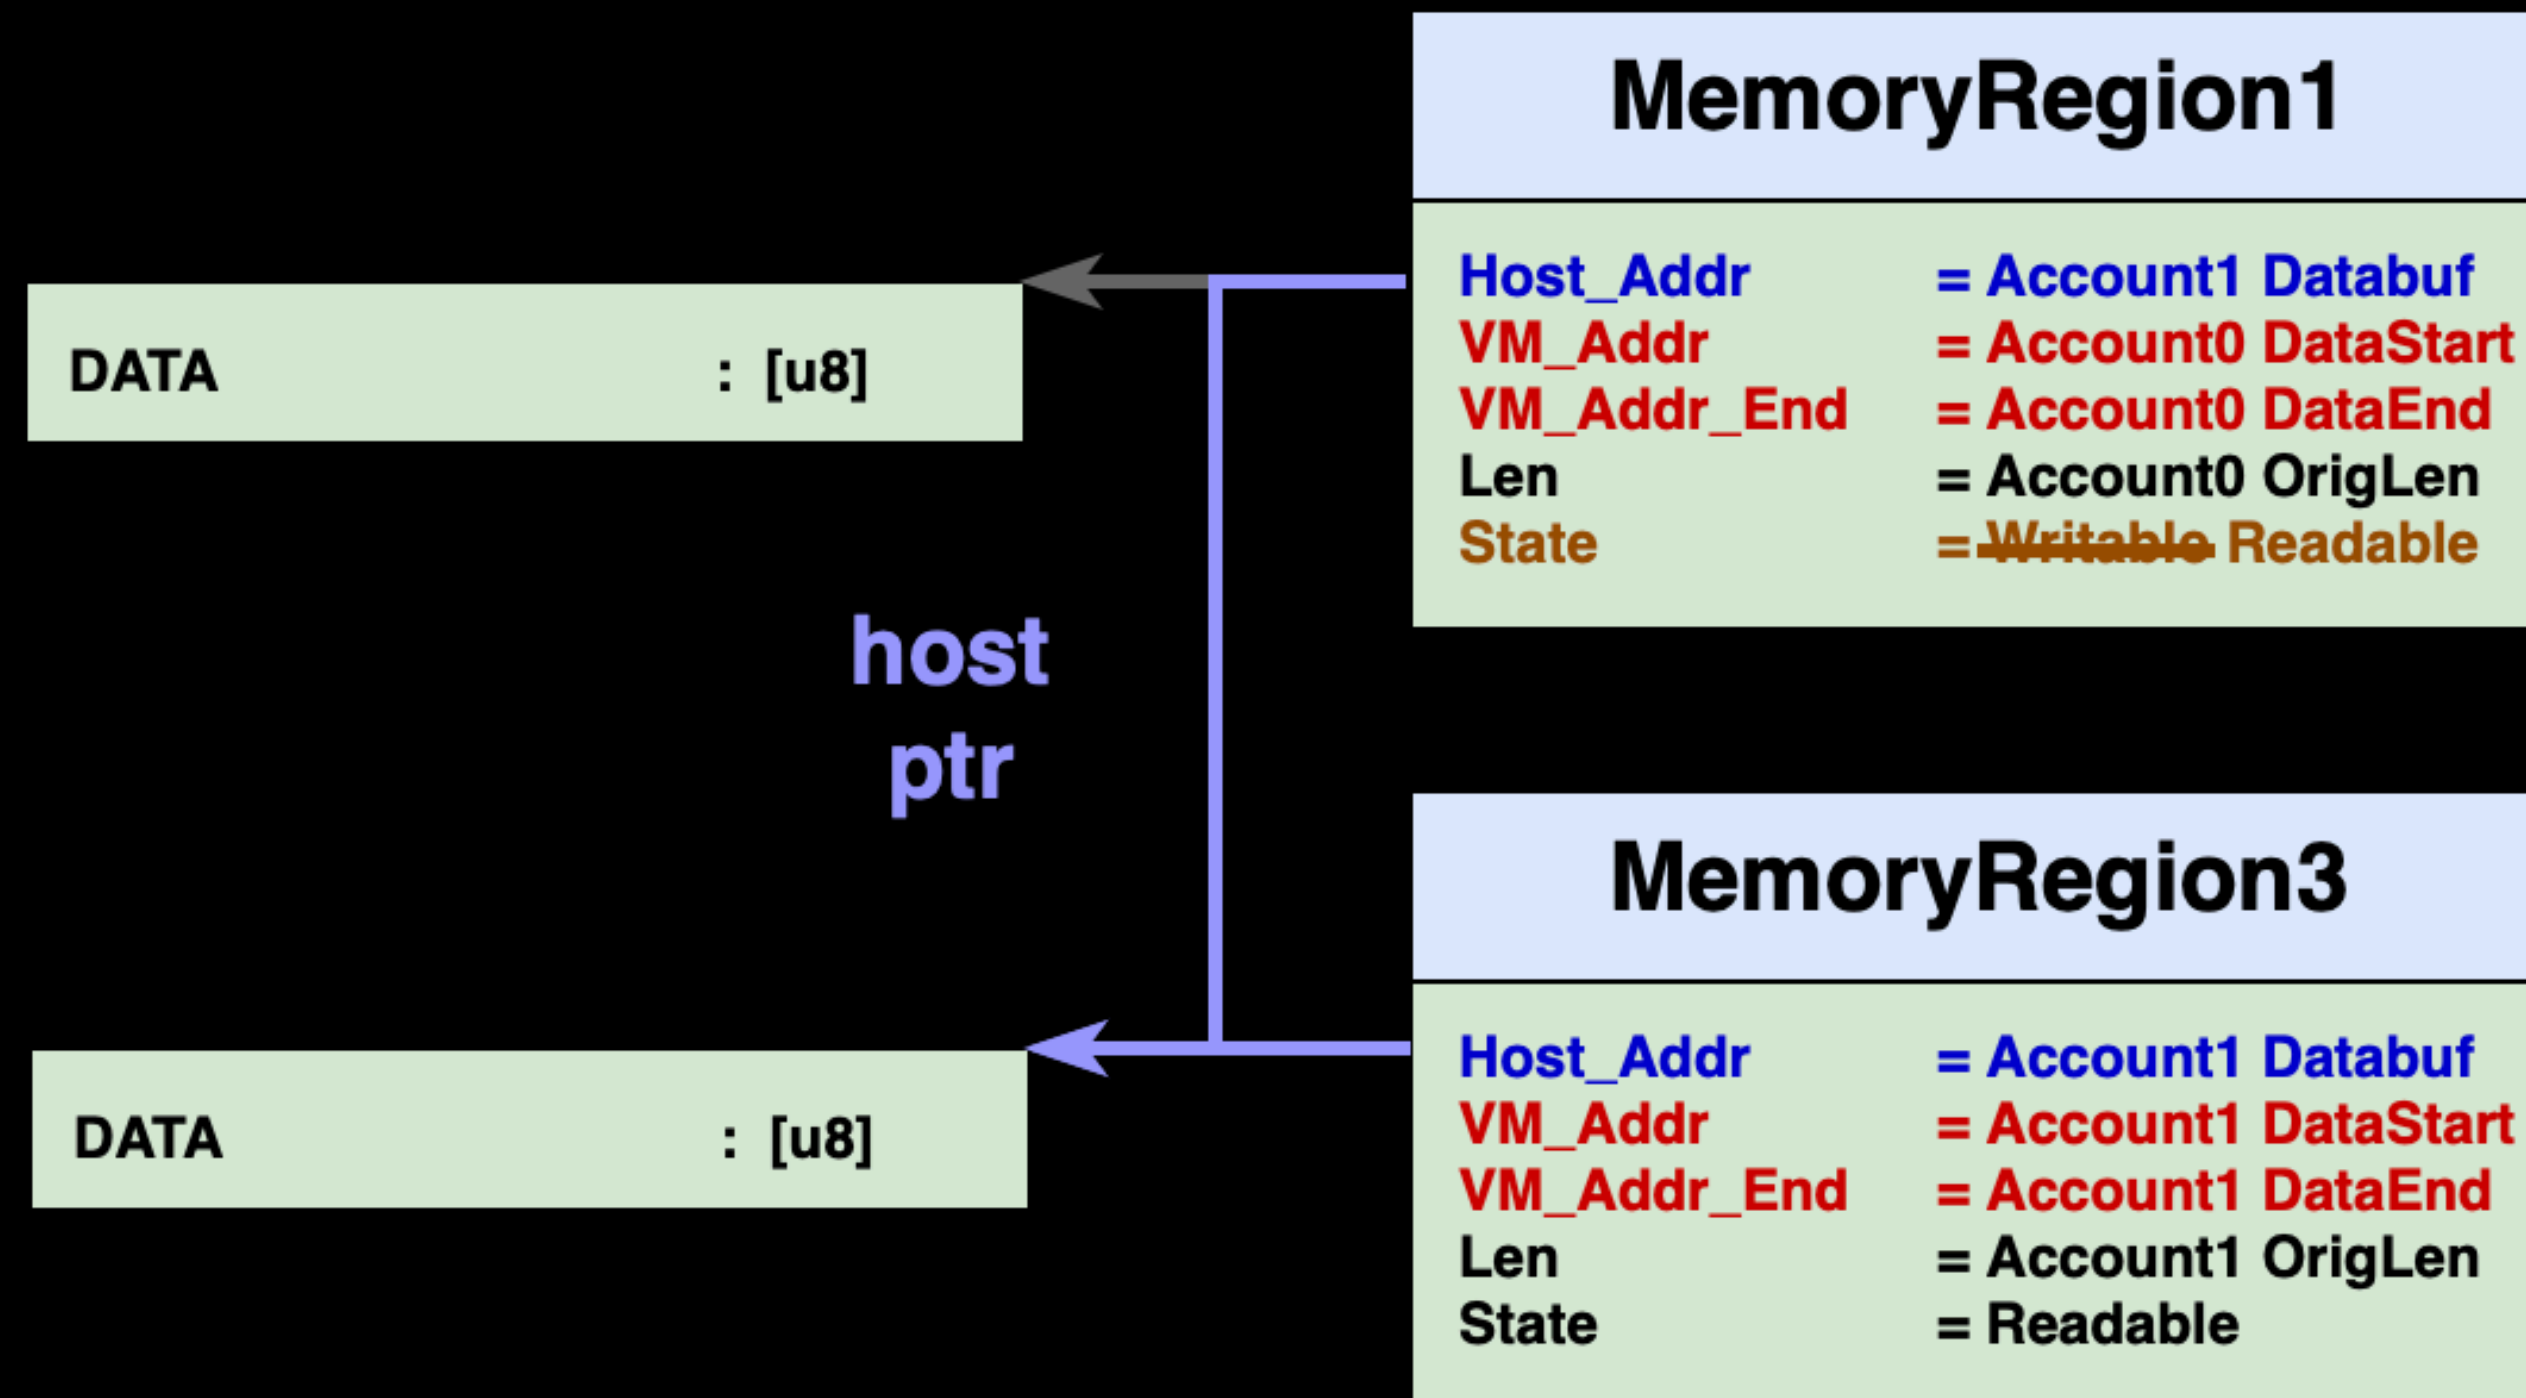 MemoryRegion1
Host_Addr = Account1 Databuf
VM_Addr = Account0 DataStart
VM_Addr_End = Account0 DataEnd
Len = Account0 OrigLen
State = Writable Readable
DATA : [u8]
host
ptr
MemoryRegion3
Host_Addr = Account1 Databuf
VM_Addr = Account1 DataStart
VM_Addr_End = Account1 DataEnd
Len = Account1 OrigLen
State = Readable
DATA : [u8]